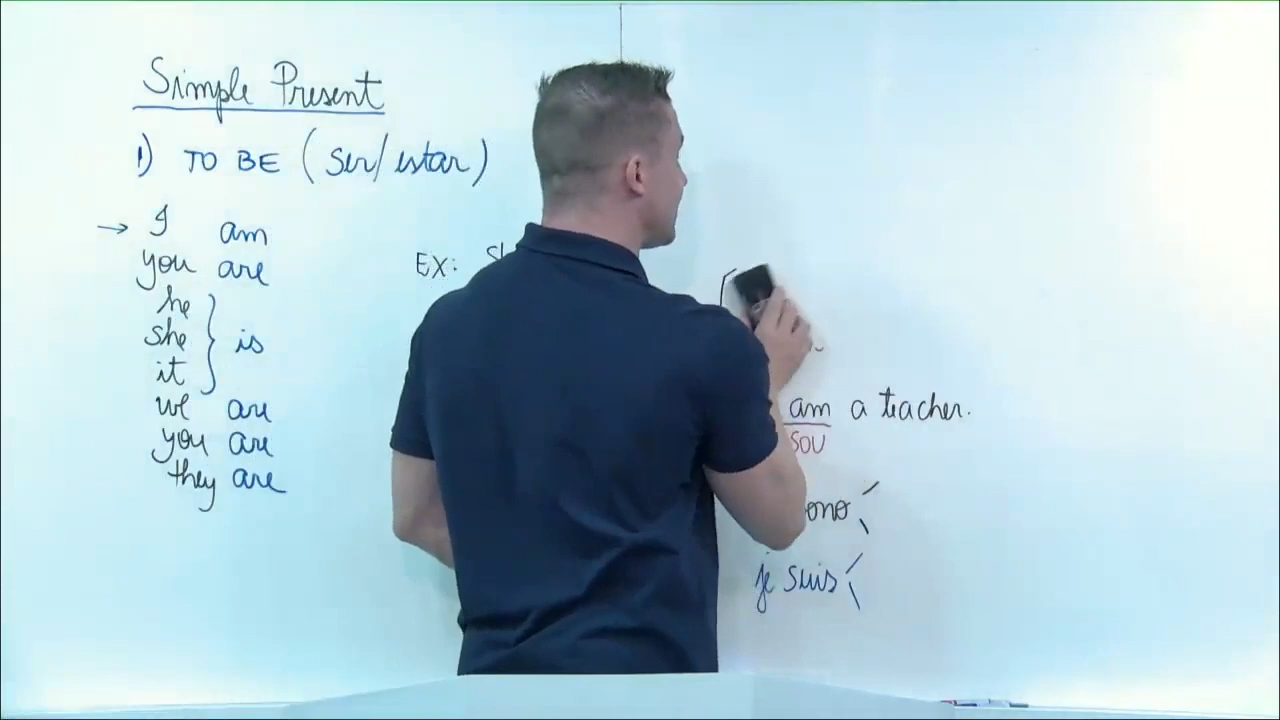 Simple Present
1) TO BE (ser/estar)
→ I am
you are
he
she } is
it
we are
you are
they are
EX:
am a teacher.
sou
je suis